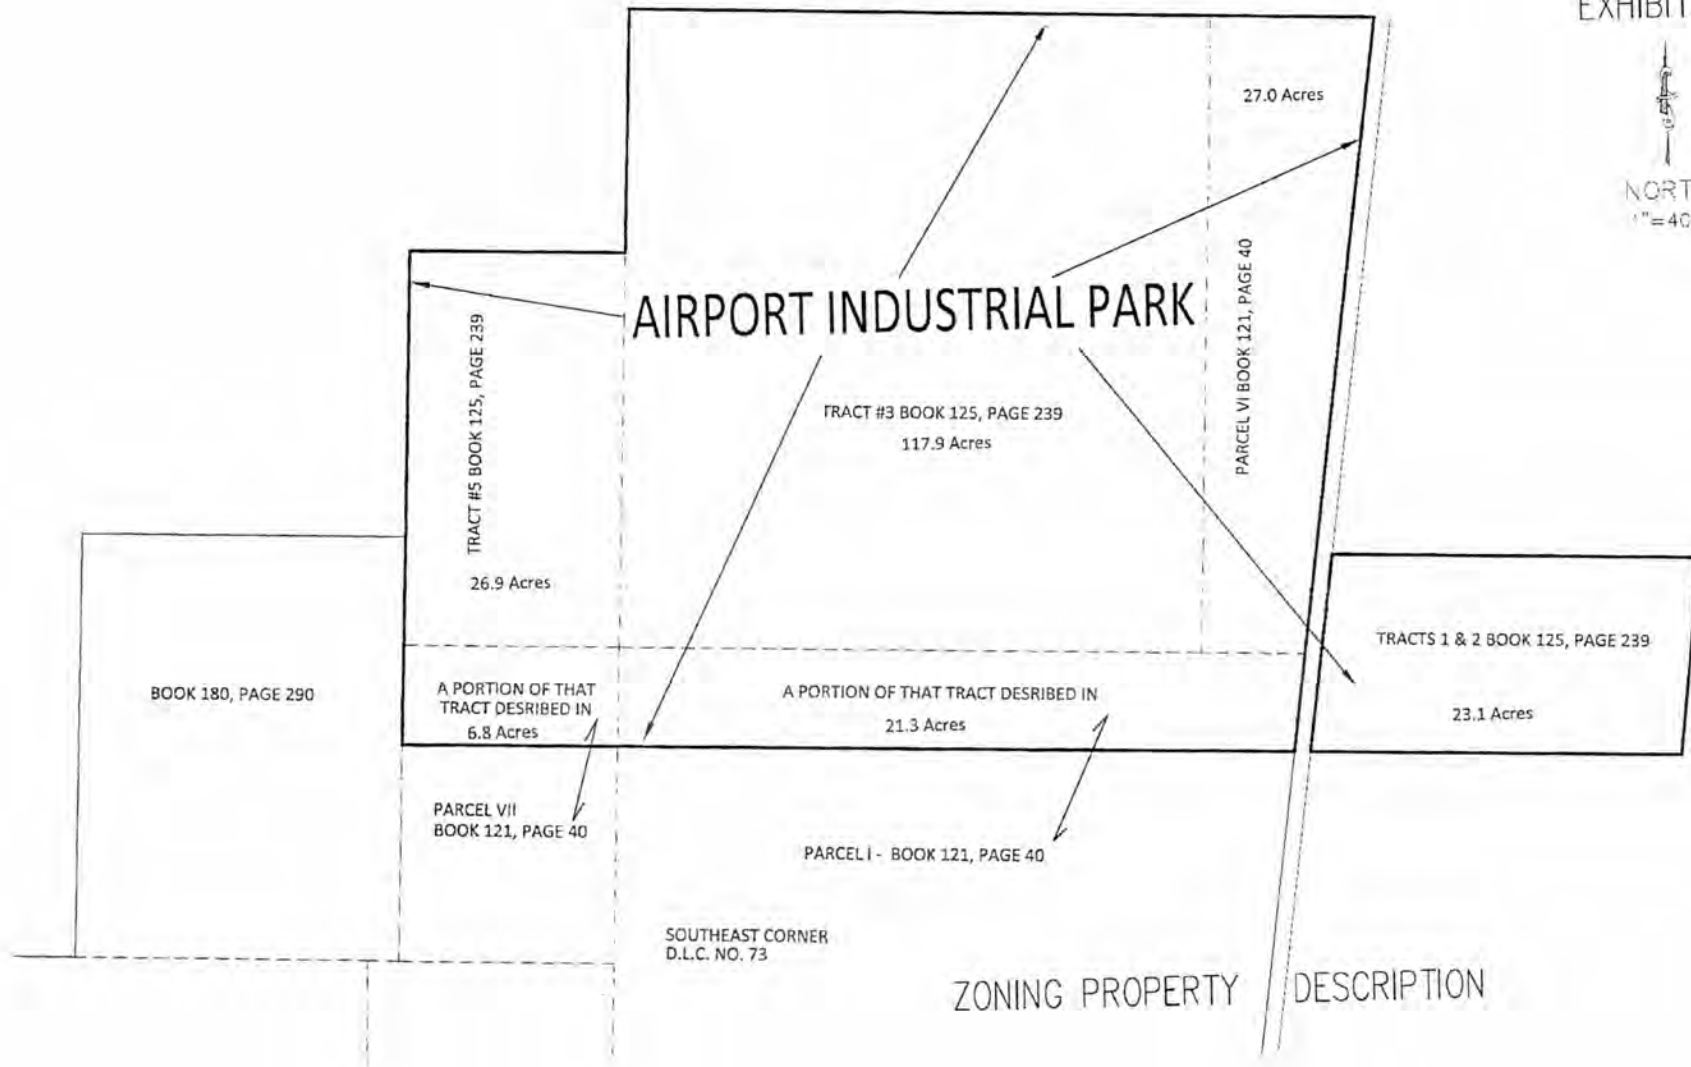 EXHIBIT
27.0 Acres
NORT
1"=40
PARCEL VI BOOK 121, PAGE 40
AIRPORT INDUSTRIAL PARK
TRACT #5 BOOK 125, PAGE 239
26.9 Acres
TRACT #3 BOOK 125, PAGE 239
117.9 Acres
TRACTS 1 & 2 BOOK 125, PAGE 239
23.1 Acres
BOOK 180, PAGE 290
A PORTION OF THAT
TRACT DESRIBED IN
6.8 Acres
A PORTION OF THAT TRACT DESRIBED IN
21.3 Acres
PARCEL VII
BOOK 121, PAGE 40
PARCEL I - BOOK 121, PAGE 40
SOUTHEAST CORNER
D.L.C. NO. 73
ZONING PROPERTY DESCRIPTION